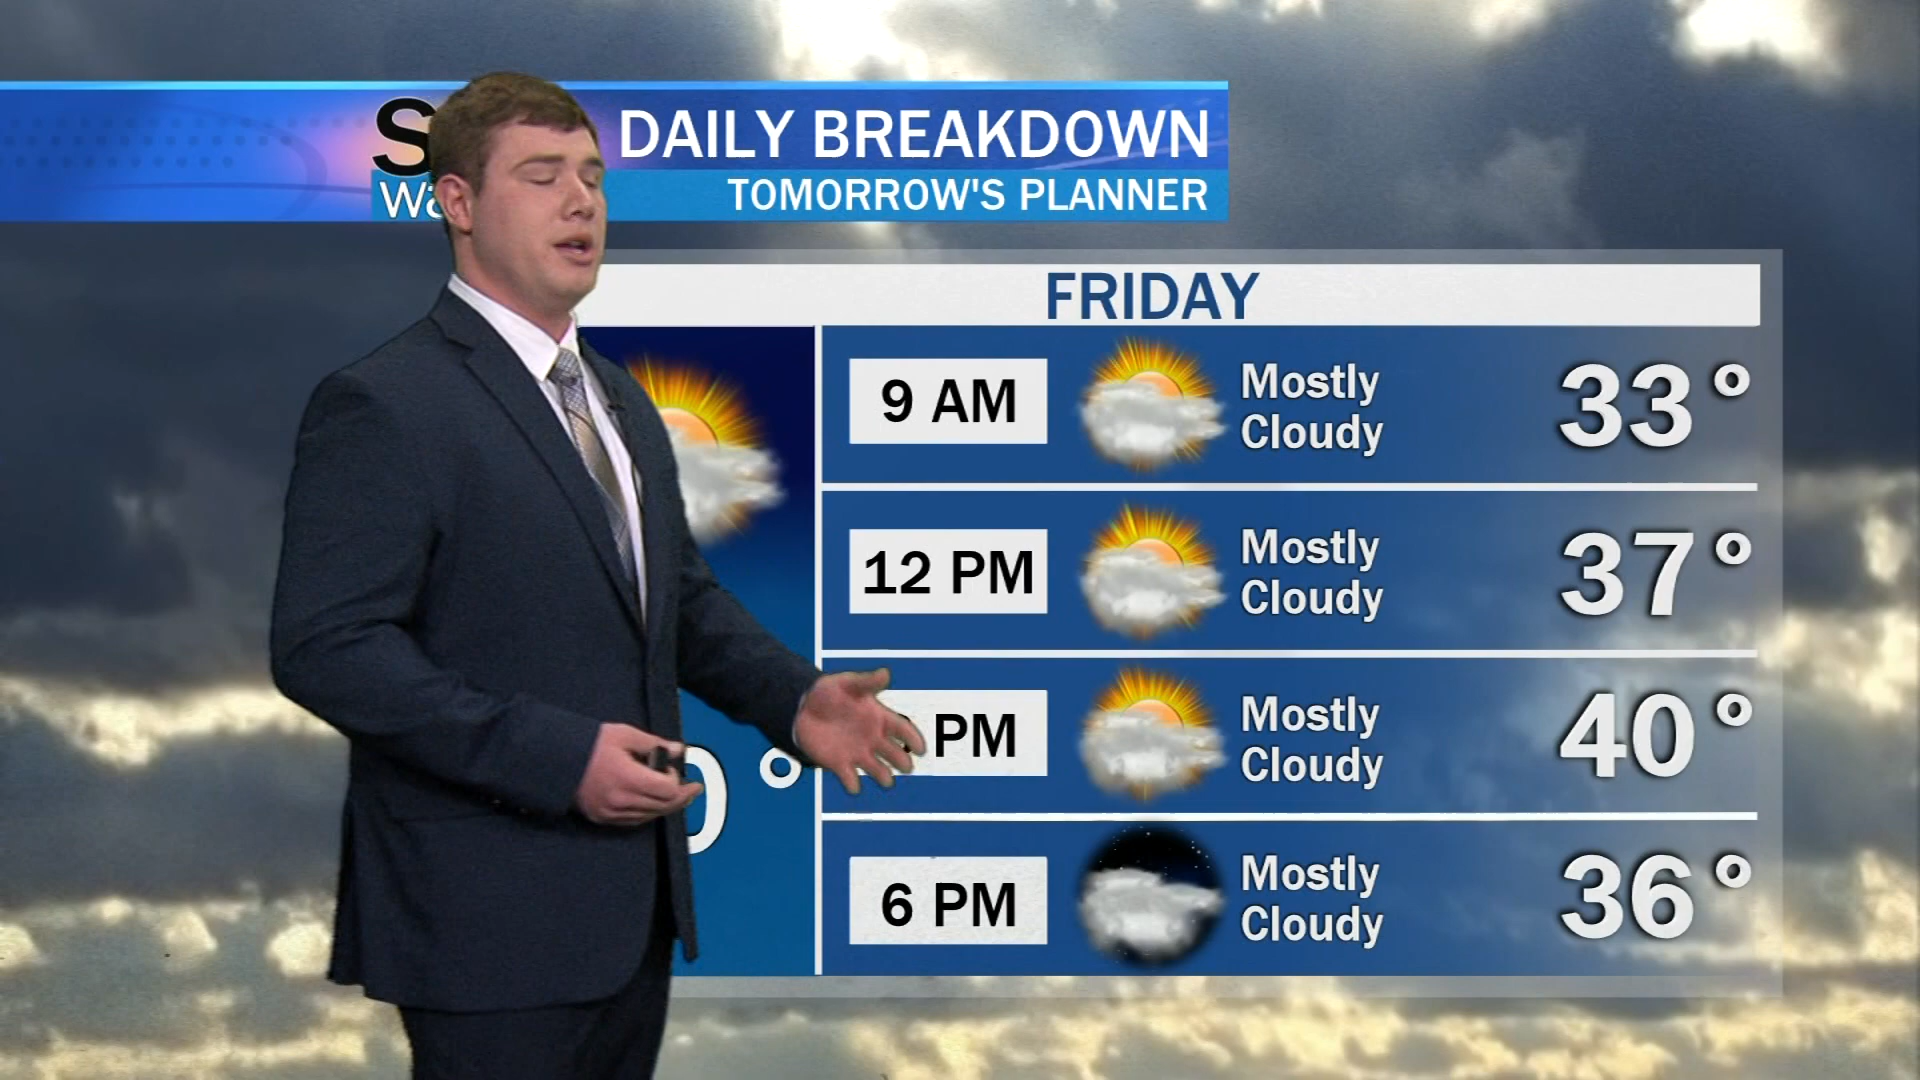 DAILY BREAKDOWN
TOMORROW'S PLANNER
FRIDAY
9 AM
Mostly
Cloudy
33°
12 PM
Mostly
Cloudy
37°
PM
Mostly
Cloudy
40°
6 PM
Mostly
Cloudy
36°